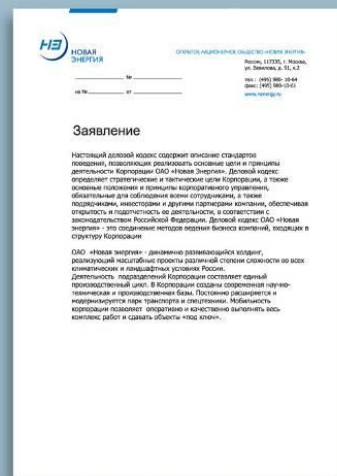 НЭ НОВАЯ
ЭНЕРГИЯ
ОТКРЫТОЕ АКЦИОНЕРНОЕ ОБЩЕСТВО «НОВАЯ ЭНЕРГИЯ»
Россия, 117335, г. Москва,
ул. Вавилова, д. 91, к.2
тел.: (495) 980- 10-64
факс: (495) 980-10-61
www.nenergy.ru
№
на № от
Заявление
Настоящий деловой кодекс содержит описание стандартов
поведения, позволяющих реализовать основные цели и принципы
деятельности Корпорации ОАО «Новая Энергия». Деловой кодекс
определяет стратегические и тактические цели Корпорации, а также
основные положения и принципы корпоративного управления,
обязательные для соблюдения всеми сотрудниками, а также
подрядчиками, инвесторами и другими партнерами компании, обеспечивая
открытость и подотчетность ее деятельности, в соответствии с
законодательством Российской Федерации. Деловой кодекс ОАО «Новая
энергия» - это соединение методов ведения бизнеса компаний, входящих в
структуру Корпорации
ОАО «Новая энергия» - динамично развивающийся холдинг,
реализующий масштабные проекты различной степени сложности во всех
климатических и ландшафтных условиях России.
Деятельность подразделений Корпорации составляет единый
производственный цикл. В Корпорации созданы современная научно-
техническая и производственная базы. Постоянно расширяется и
модернизируется парк транспорта и спецтехники. Мобильность
корпорации позволяет оперативно и качественно выполнять весь
комплекс работ и сдавать объекты «под ключ».